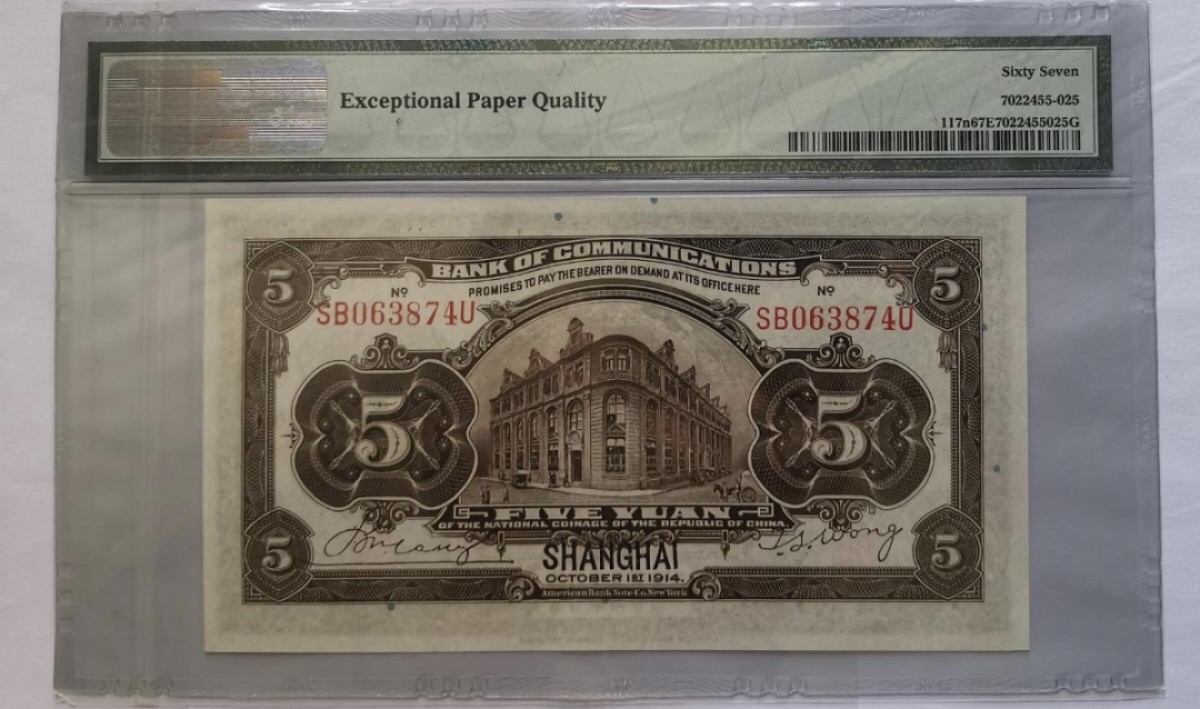 Exceptional Paper Quality
Sixty Seven
7022455-025
117n67E7022455025G
BANK OF COMMUNICATIONS
PROMISES TO PAY THE BEARER ON DEMAND AT ITS OFFICE HERE
5
5
Nº
Nº
SB063874U
SB063874U
5
5
FIVE YUAN
OF THE NATIONAL COINAGE OF THE REPUBLIC OF CHINA.
T.S.Wong
5
SHANGHAI
5
OCTOBER 1ST 1914.
American Bank Note Co. New York